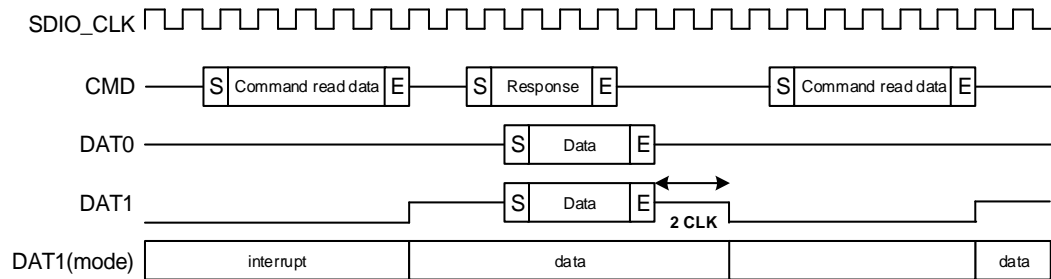 SDIO_CLK
CMD S Command read data E S Response E S Command read data E
DAT0 S Data E
DAT1 S Data E
2 CLK
DAT1(mode) interrupt data data